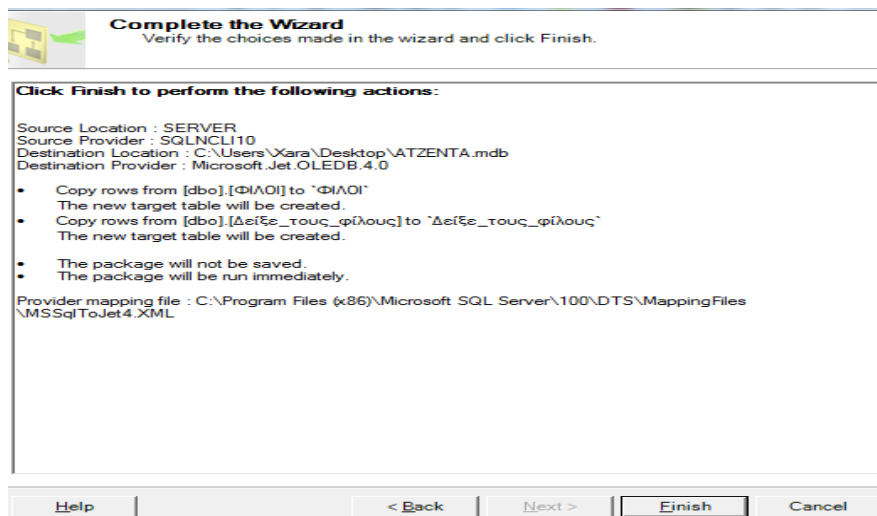 Complete the Wizard
Verify the choices made in the wizard and click Finish.
Click Finish to perform the following actions:
Source Location : SERVER
Source Provider : SQLNCLI10
Destination Location : C:\Users\Xara\Desktop\ATZENTA.mdb
Destination Provider : Microsoft.Jet.OLEDB.4.0
• Copy rows from [dbo].[ΦΙΛΟΙ] to `ΦΙΛΟΙ`
The new target table will be created.
• Copy rows from [dbo].[Δείξε_τους_φίλους] to `Δείξε_τους_φίλους`
The new target table will be created.
• The package will not be saved.
• The package will be run immediately.
Provider mapping file : C:\Program Files (x86)\Microsoft SQL Server\100\DTS\MappingFiles
\MSSqlToJet4.XML
Help < Back Next > Finish Cancel